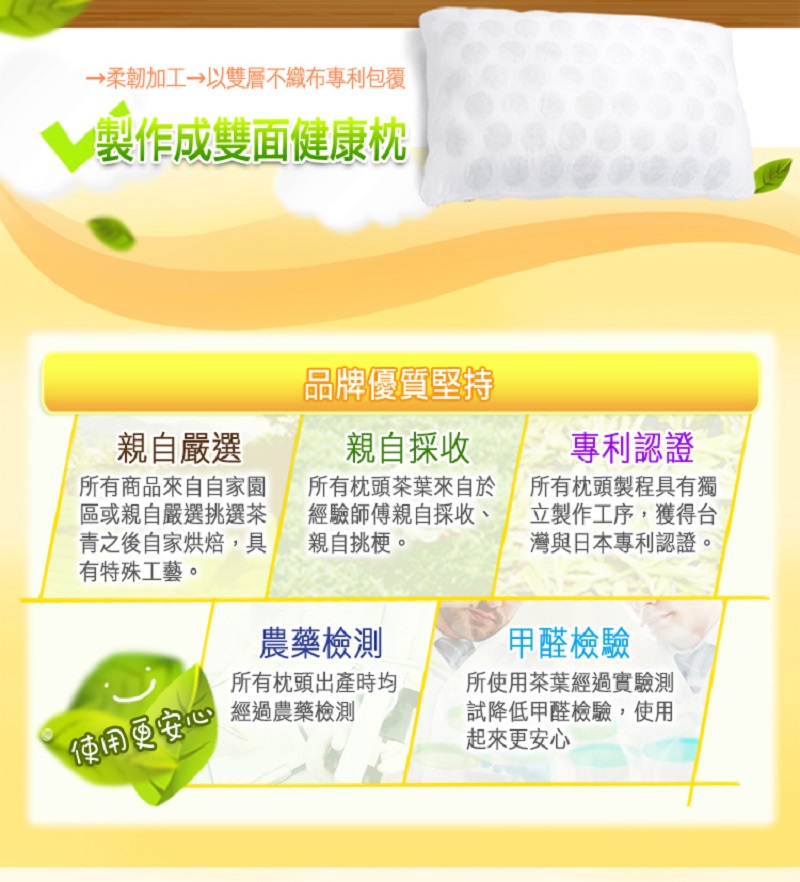 →柔韌加工→以雙層不織布專利包覆
製作成雙面健康枕
品牌優質堅持
親自嚴選
所有商品來自自家園
區或親自嚴選挑選茶
青之後自家烘焙，具
有特殊工藝。
親自採收
所有枕頭茶葉來自於
經驗師傅親自採收、
親自挑梗。
專利認證
所有枕頭製程具有獨
立製作工序，獲得台
灣與日本專利認證。
農藥檢測
所有枕頭出產時均
經過農藥檢測
甲醛檢驗
所使用茶葉經過實驗測
試降低甲醛檢驗，使用
起來更安心
使用更安心